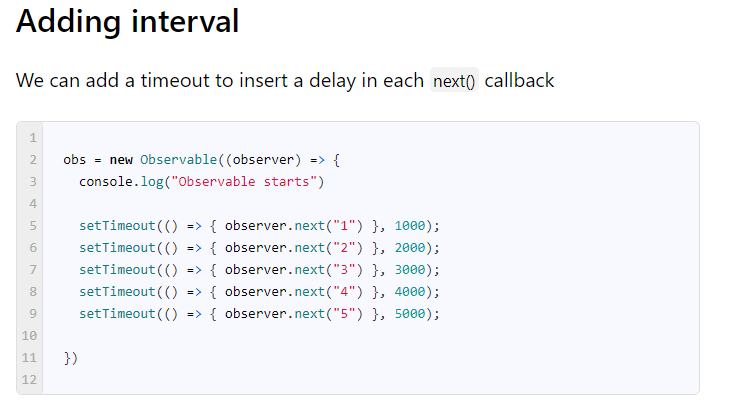 Adding interval
We can add a timeout to insert a delay in each next() callback
1
2 obs = new Observable((observer) => {
3 console.log("Observable starts")
4
5 setTimeout(() => { observer.next("1") }, 1000);
6 setTimeout(() => { observer.next("2") }, 2000);
7 setTimeout(() => { observer.next("3") }, 3000);
8 setTimeout(() => { observer.next("4") }, 4000);
9 setTimeout(() => { observer.next("5") }, 5000);
10
11 })
12